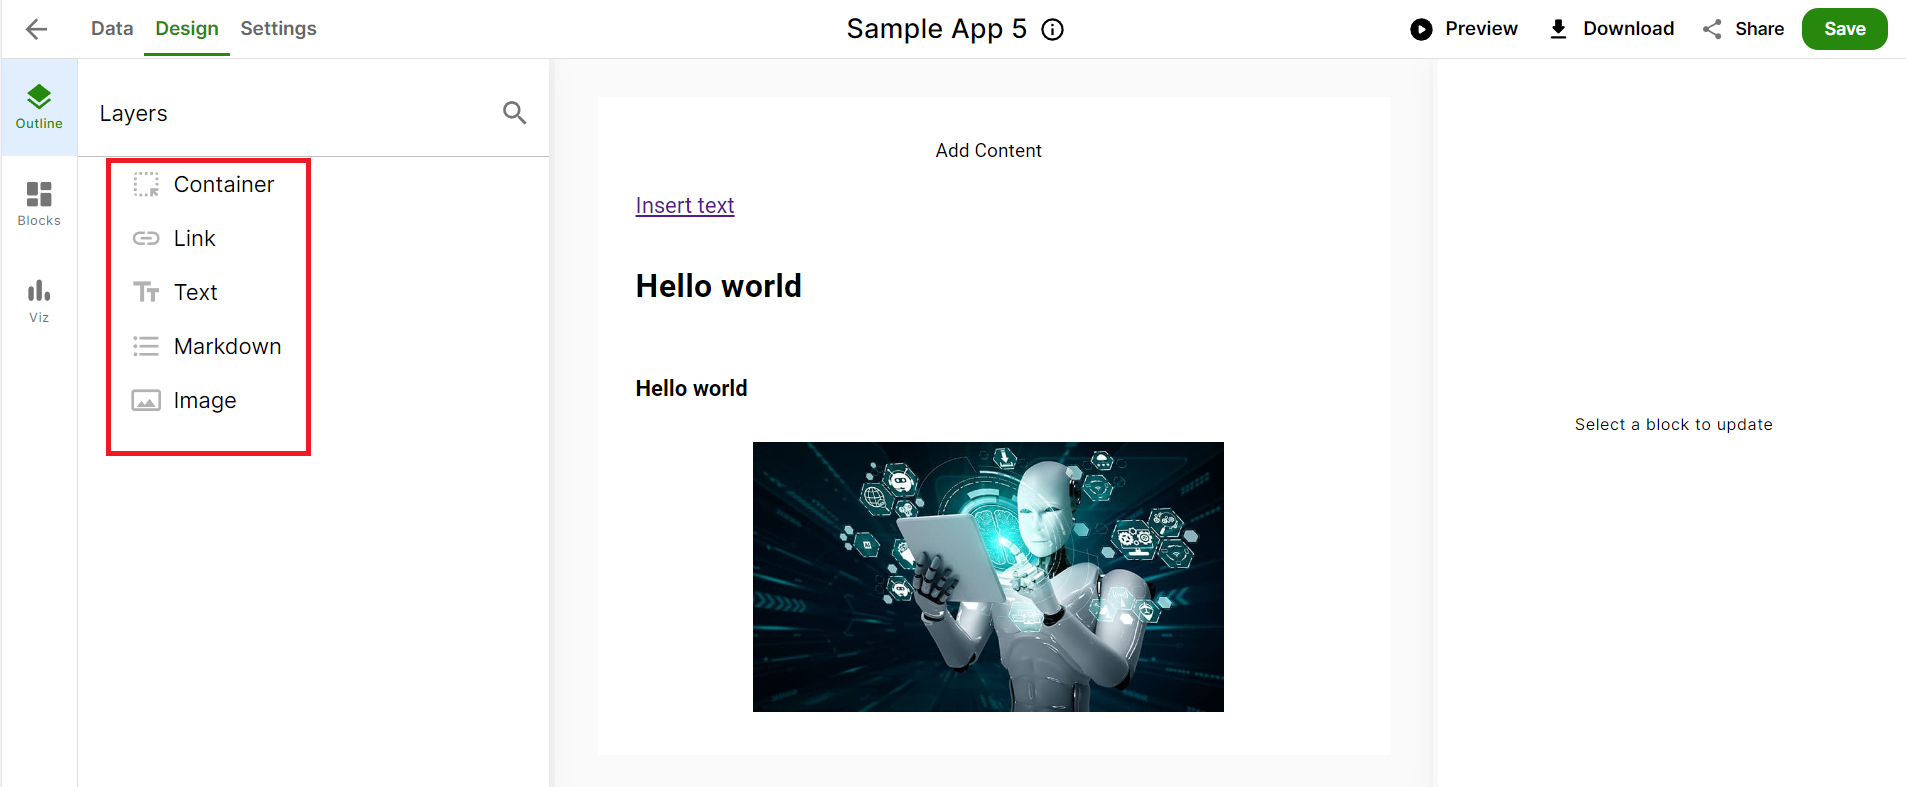 Data Design Settings Sample App 5 Preview Download Share Save
Outline
Blocks
Viz
Layers
Container
Link
Text
Markdown
Image
Add Content
Insert text
Hello world
Hello world
Select a block to update